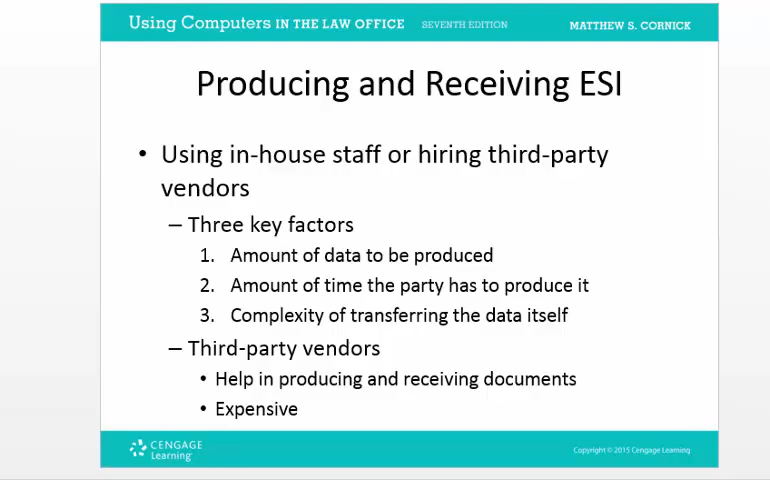 Using Computers IN THE LAW OFFICE SEVENTH EDITION MATTHEW S. CORNICK
Producing and Receiving ESI
• Using in-house staff or hiring third-party
vendors
– Three key factors
1. Amount of data to be produced
2. Amount of time the party has to produce it
3. Complexity of transferring the data itself
– Third-party vendors
• Help in producing and receiving documents
• Expensive
CENGAGE
Learning™
Copyright © 2015 Cengage Learning